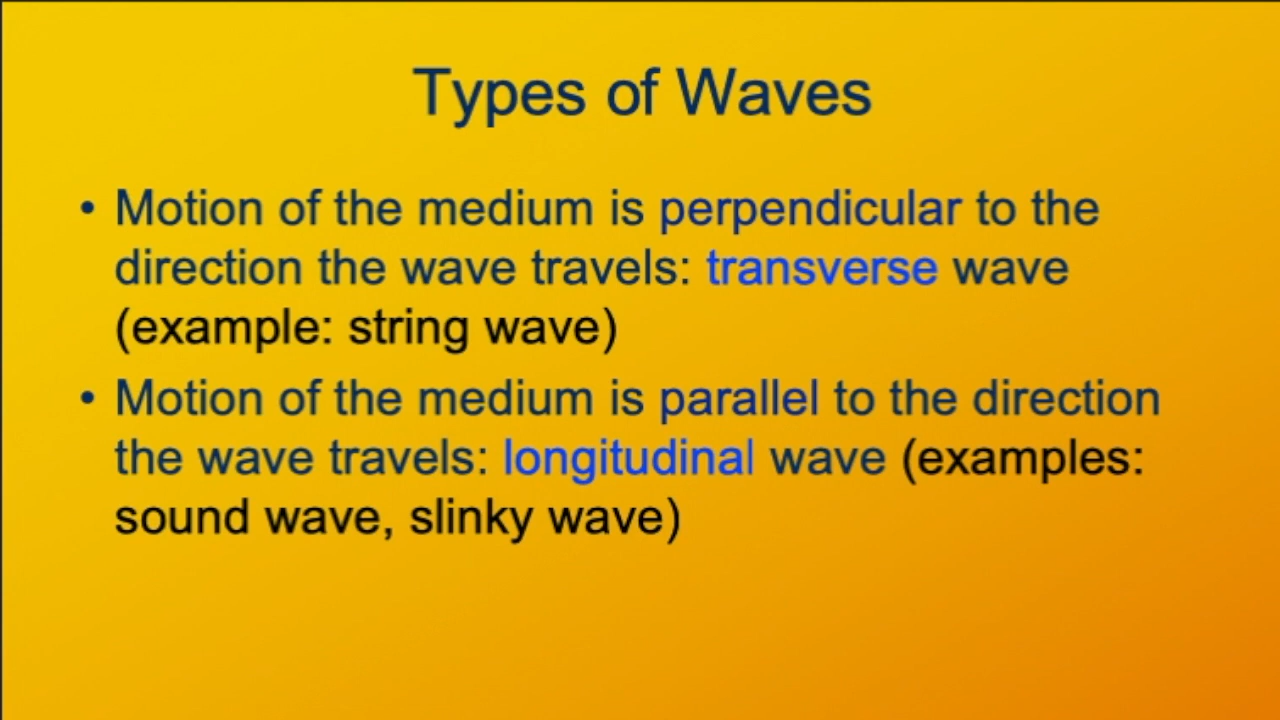 Types of Waves
• Motion of the medium is perpendicular to the
direction the wave travels: transverse wave
(example: string wave)
• Motion of the medium is parallel to the direction
the wave travels: longitudinal wave (examples:
sound wave, slinky wave)